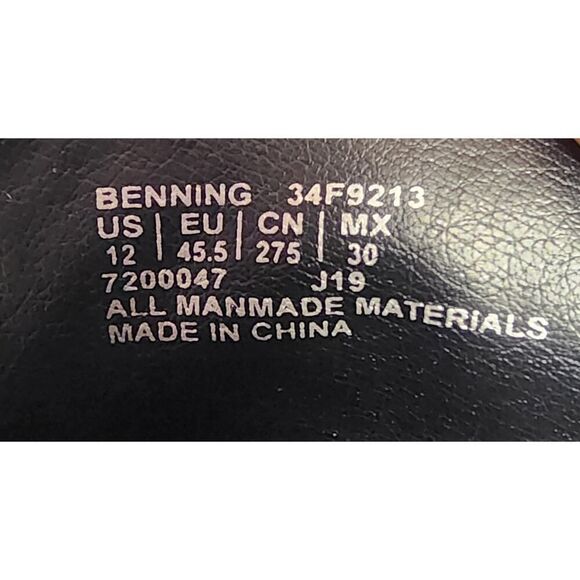 BENNING 34F9213
US | EU | CN | MX
12 | 45.5 | 275 | 30
7200047 J19
ALL MANMADE MATERIALS
MADE IN CHINA